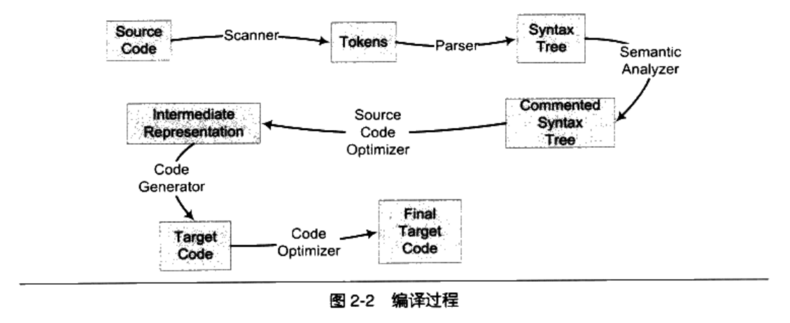 Source
Code
Scanner
Tokens
Parser
Syntax
Tree
Semantic
Analyzer
Commented
Syntax
Tree
Source
Code
Optimizer
Intermediate
Representation
Code
Generator
Target
Code
Code
Optimizer
Final
Target
Code
图 2-2 编译过程